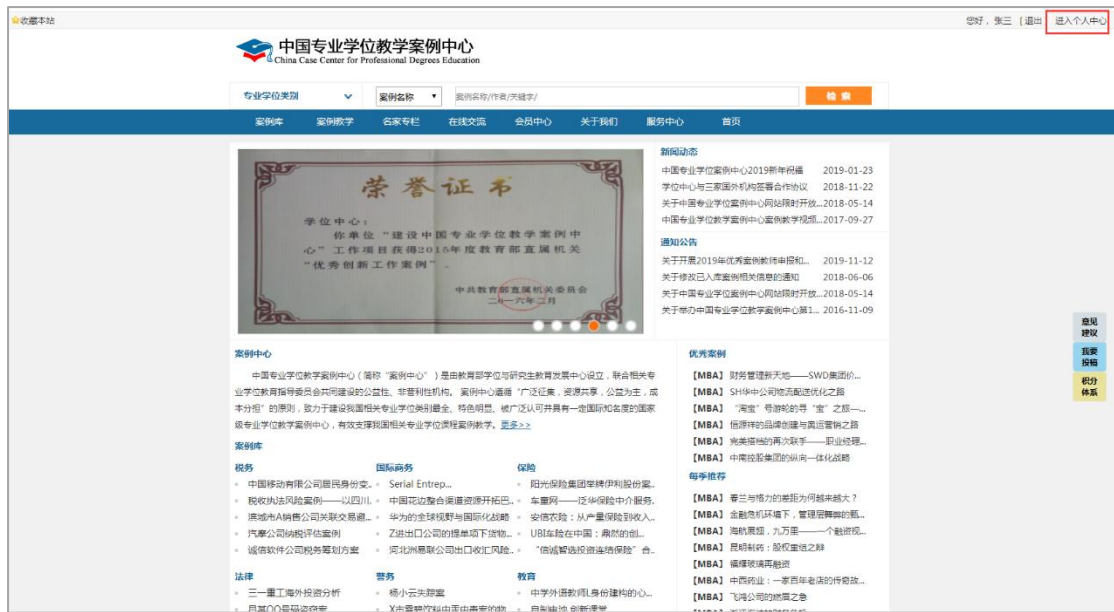 收藏本站
您好，张三 [退出 进入个人中心
中国专业学位教学案例中心
China Case Center for Professional Degrees Education
专业学位类别 案例名称 案例名称/作者/关键字/ 检 索
案例库 案例教学 名家专栏 在线交流 会员中心 关于我们 服务中心 首页
荣誉证书
学位中心：
你单位“建设中国专业学位教学案例中
心”工作项目获得2015年度教育部直属机关
“优秀创新工作案例”.
中共教育部直属机关委员会
二〇一六年二月
新闻动态
中国专业学位案例中心2019新年祝福 2019-01-23
学位中心与三家国外机构签署合作协议 2018-11-22
关于中国专业学位案例中心网站限时开放...2018-05-14
中国专业学位教学案例中心案例教学视频...2017-09-27
通知公告
关于开展2019年优秀案例教师申报和... 2019-11-12
关于修改已入库案例相关信息的通知 2018-06-06
关于中国专业学位案例中心网站限时开放...2018-05-14
关于举办中国专业学位教学案例中心第1... 2016-11-09
意见
建议
我要
投稿
积分
体系
案例中心
中国专业学位教学案例中心（简称“案例中心”）是由教育部学位与研究生教育发展中心设立，联合相关专
业学位教育指导委员会共同建设的公益性、非营利性机构。 案例中心遵循“广泛征集，资源共享，公益为主，成
本分担”的原则，致力于建设我国相关专业学位类别最全、特色明显、被广泛认可并具有一定国际知名度的国家
级专业学位教学案例中心，有效支撑我国相关专业学位课程案例教学。更多>>
优秀案例
【MBA】财务管理新天地——SWD集团价...
【MBA】SH华中公司物流配送优化之路
【MBA】“淘宝”号游轮的寻“宝”之旅—...
【MBA】恒源祥的品牌创建与奥运营销之路
【MBA】完美搭档的再次联手——职业经理...
【MBA】中南控股集团的纵向一体化战略
每季推荐
【MBA】春兰与格力的差距为何越来越大？
【MBA】金融危机环境下，管理层舞弊的甄...
【MBA】海航展翅，九万里——一个融资视...
【MBA】昆明制药：股权重组之辩
【MBA】福耀玻璃再融资
【MBA】中西药业：一家百年老店的传奇故...
【MBA】飞鸿公司的燃眉之急
案例库
税务 国际商务 保险
中国移动有限公司居民身份变.. Serial Entrep... 阳光保险集团举牌伊利股份案..
税收执法风险案例——以四川.. 中国花边整合渠道资源开拓巴.. 车童网——泛华保险中介服务.
滨城市A销售公司关联交易避... 华为的全球视野与国际化战略 安信农险：从产量保险到收入..
汽摩公司纳税评估案例 Z进出口公司的提单项下货物... UBI车险在中国：鼎然的创...
诚信软件公司税务筹划方案 河北洲易联公司出口收汇风险.. “信诚智选投资连结保险”合..
法律 警务 教育
三一重工海外投资分析 杨小云失踪案 中学外语教师L身份建构的心...